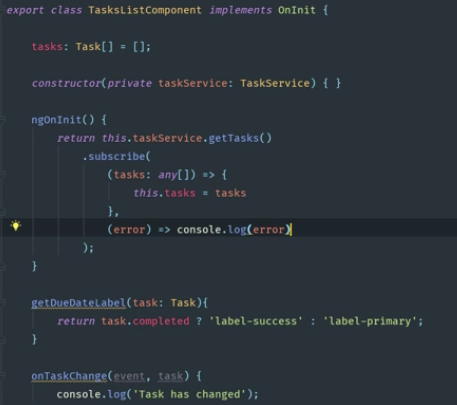 export class TasksListComponent implements OnInit {
tasks: Task[] = [];
constructor(private taskService: TaskService) { }
ngOnInit() {
return this.taskService.getTasks()
.subscribe(
(tasks: any[]) => {
this.tasks = tasks
},
(error) => console.log(error)
);
}
getDueDateLabel(task: Task){
return task.completed ? 'label-success' : 'label-primary';
}
onTaskChange(event, task) {
console.log('Task has changed');